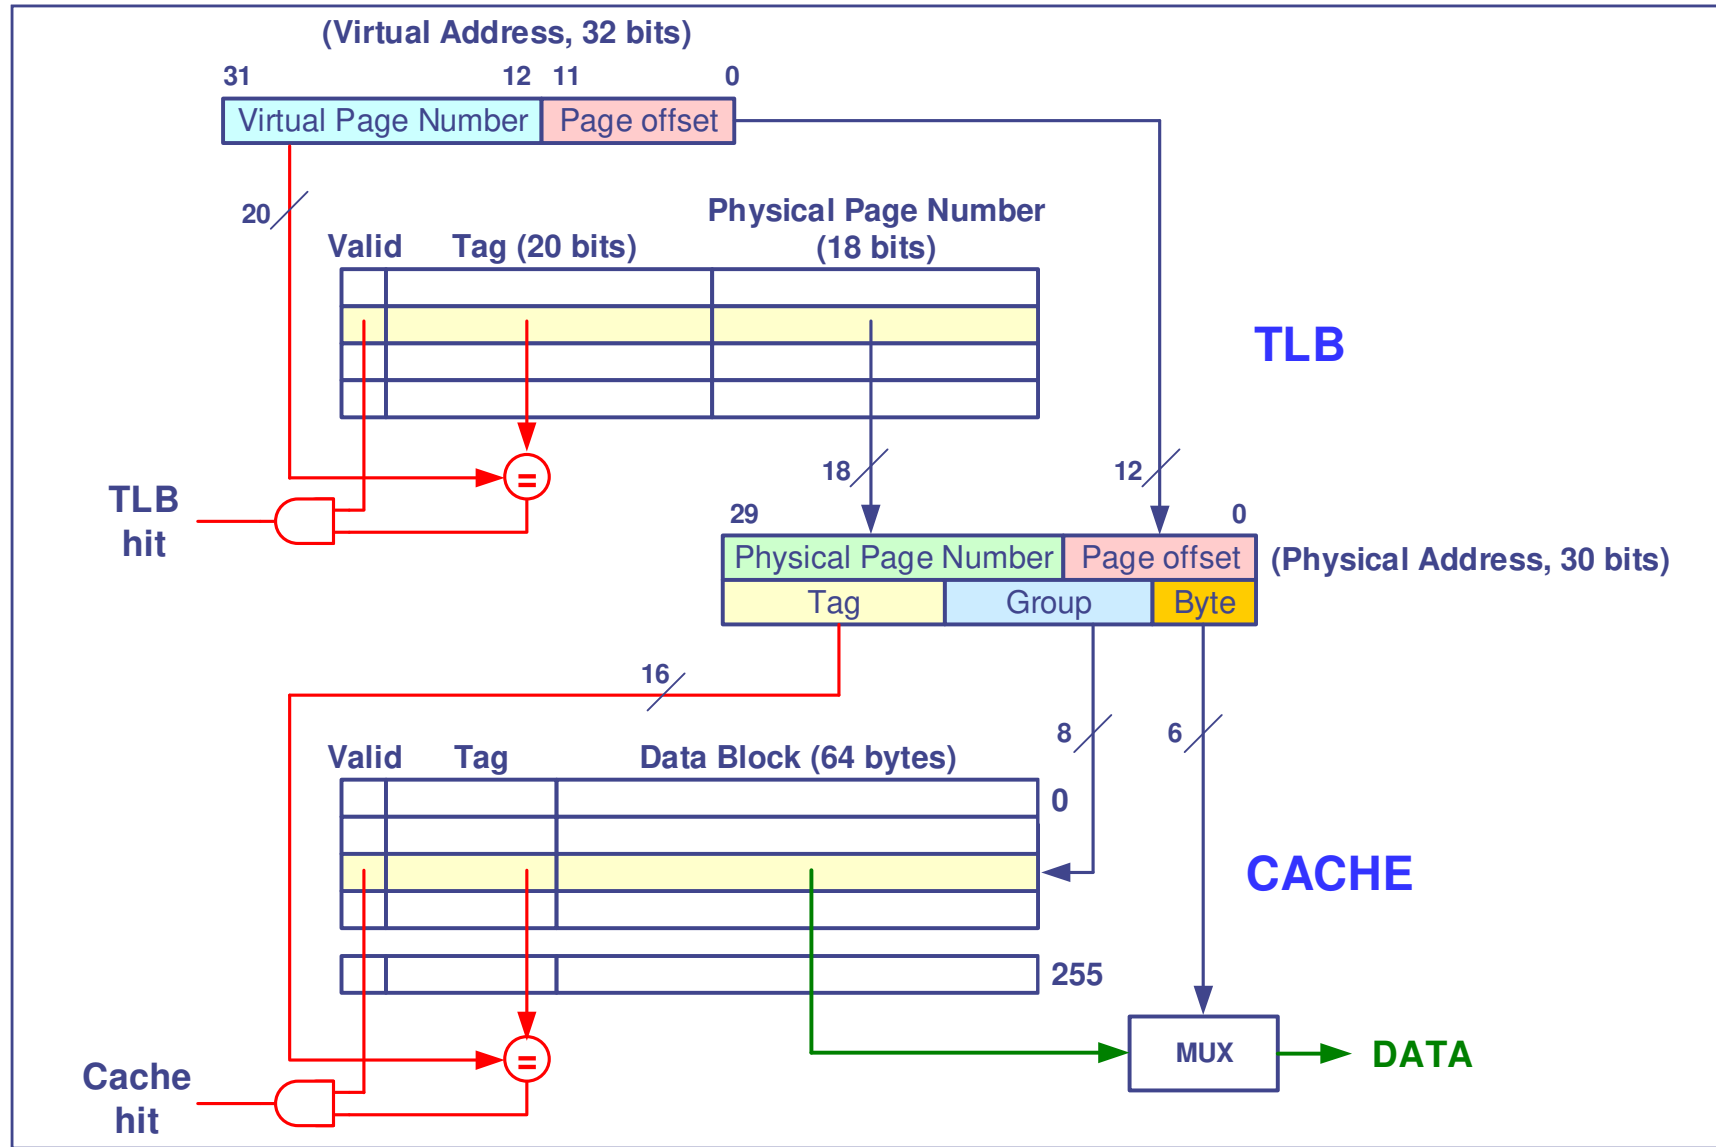 (Virtual Address, 32 bits)
31 12 11 0
Virtual Page Number Page offset
20
Physical Page Number
Valid Tag (20 bits) (18 bits)
TLB
=
18 12
TLB
hit
29 0
Physical Page Number Page offset (Physical Address, 30 bits)
Tag Group Byte
16
8 6
Valid Tag Data Block (64 bytes)
0
CACHE
255
=
MUX DATA
Cache
hit